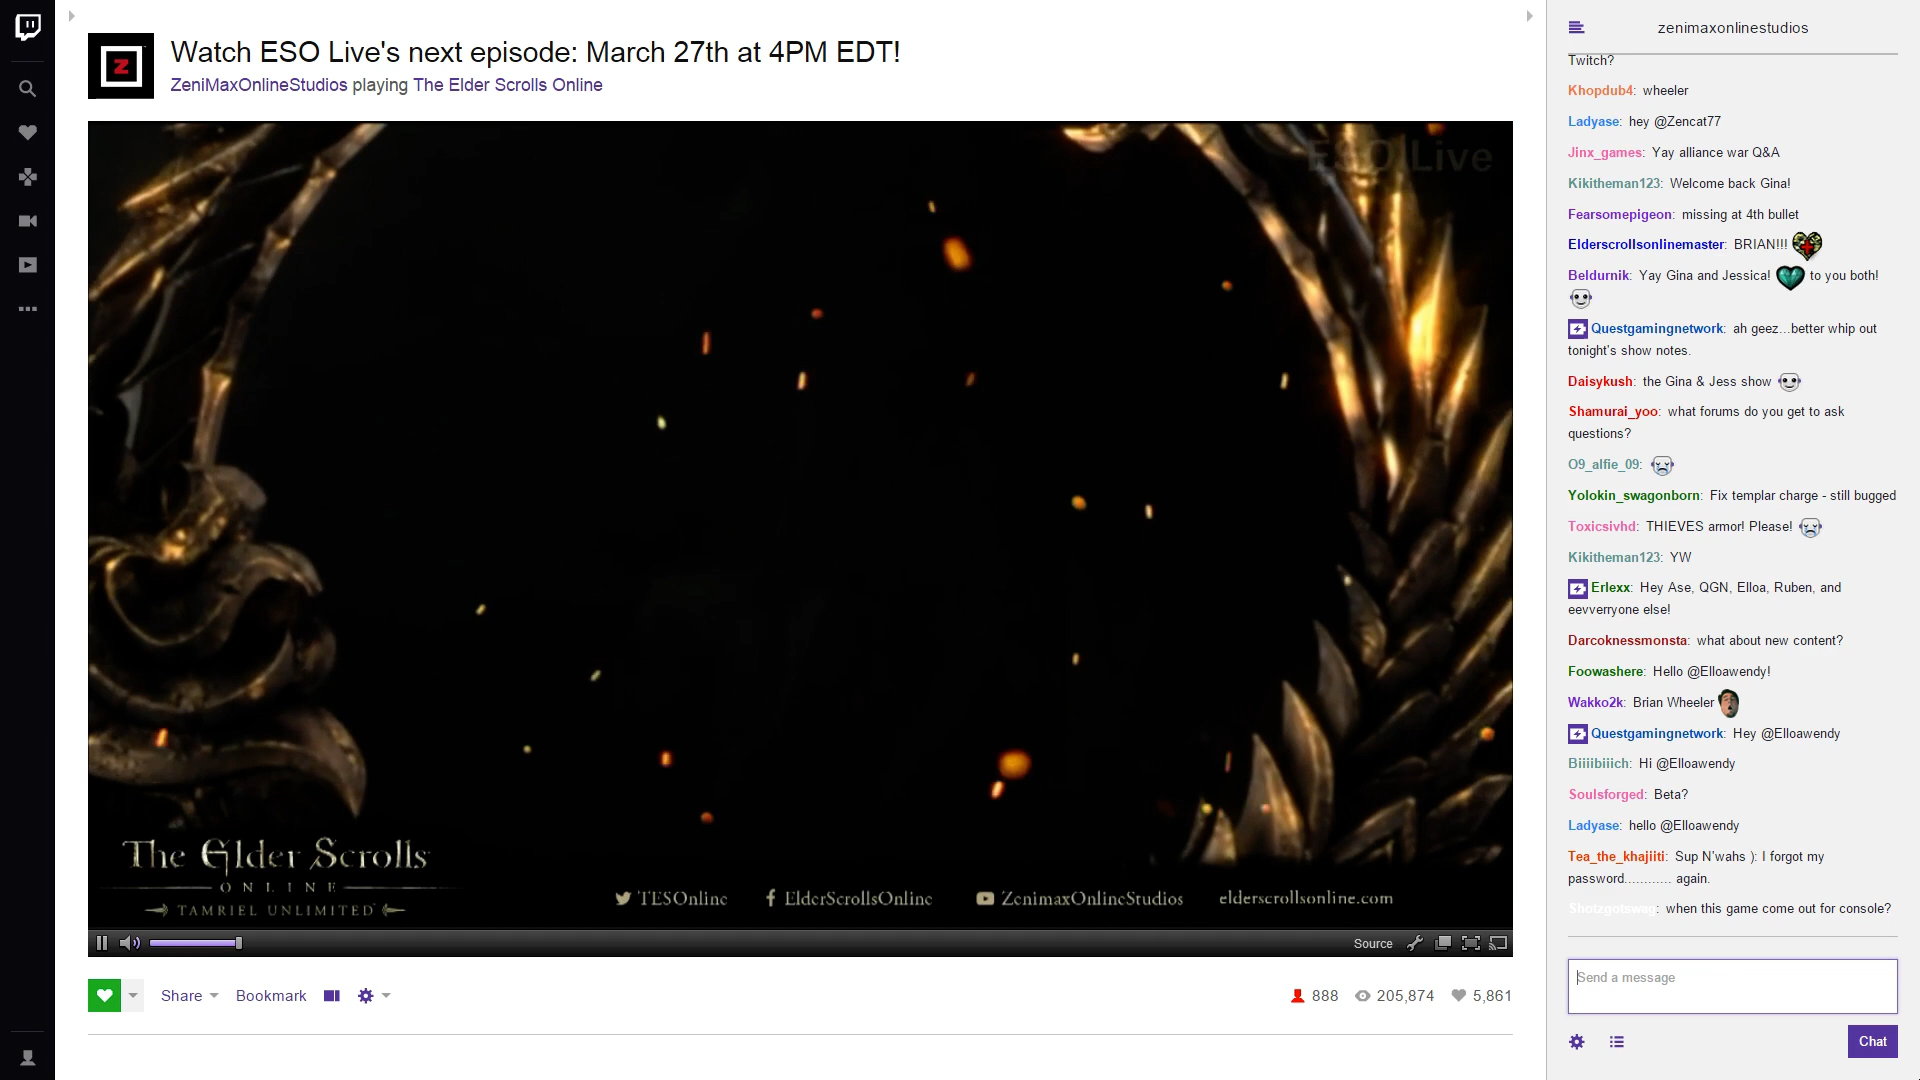 Watch ESO Live's next episode: March 27th at 4PM EDT!
ZeniMaxOnlineStudios playing The Elder Scrolls Online
Z
ESO Live
The Elder Scrolls
ONLINE
TAMRIEL UNLIMITED
TESOnline
ElderScrollsOnline
ZenimaxOnlineStudios
elderscrollsonline.com
Source
Share
Bookmark
888
205,874
5,861
zenimaxonlinestudios
Twitch?
Khopdub4: wheeler
Ladyase: hey @Zencat77
Jinx_games: Yay alliance war Q&A
Kikitheman123: Welcome back Gina!
Fearsomepigeon: missing at 4th bullet
Elderscrollsonlinemaster: BRIAN!!!
Beldurnik: Yay Gina and Jessica! to you both!
Questgamingnetwork: ah geez...better whip out
tonight's show notes.
Daisykush: the Gina & Jess show
Shamurai_yoo: what forums do you get to ask
questions?
O9_alfie_09:
Yolokin_swagonborn: Fix templar charge - still bugged
Toxicsivhd: THIEVES armor! Please!
Kikitheman123: YW
Erlexx: Hey Ase, QGN, Elloa, Ruben, and
eevverryone else!
Darcoknessmonsta: what about new content?
Foowashere: Hello @Elloawendy!
Wakko2k: Brian Wheeler
Questgamingnetwork: Hey @Elloawendy
Biiiibiiich: Hi @Elloawendy
Soulsforged: Beta?
Ladyase: hello @Elloawendy
Tea_the_khajiiti: Sup N'wahs ): I forgot my
password............ again.
Shotzgotswag: when this game come out for console?
Send a message
Chat